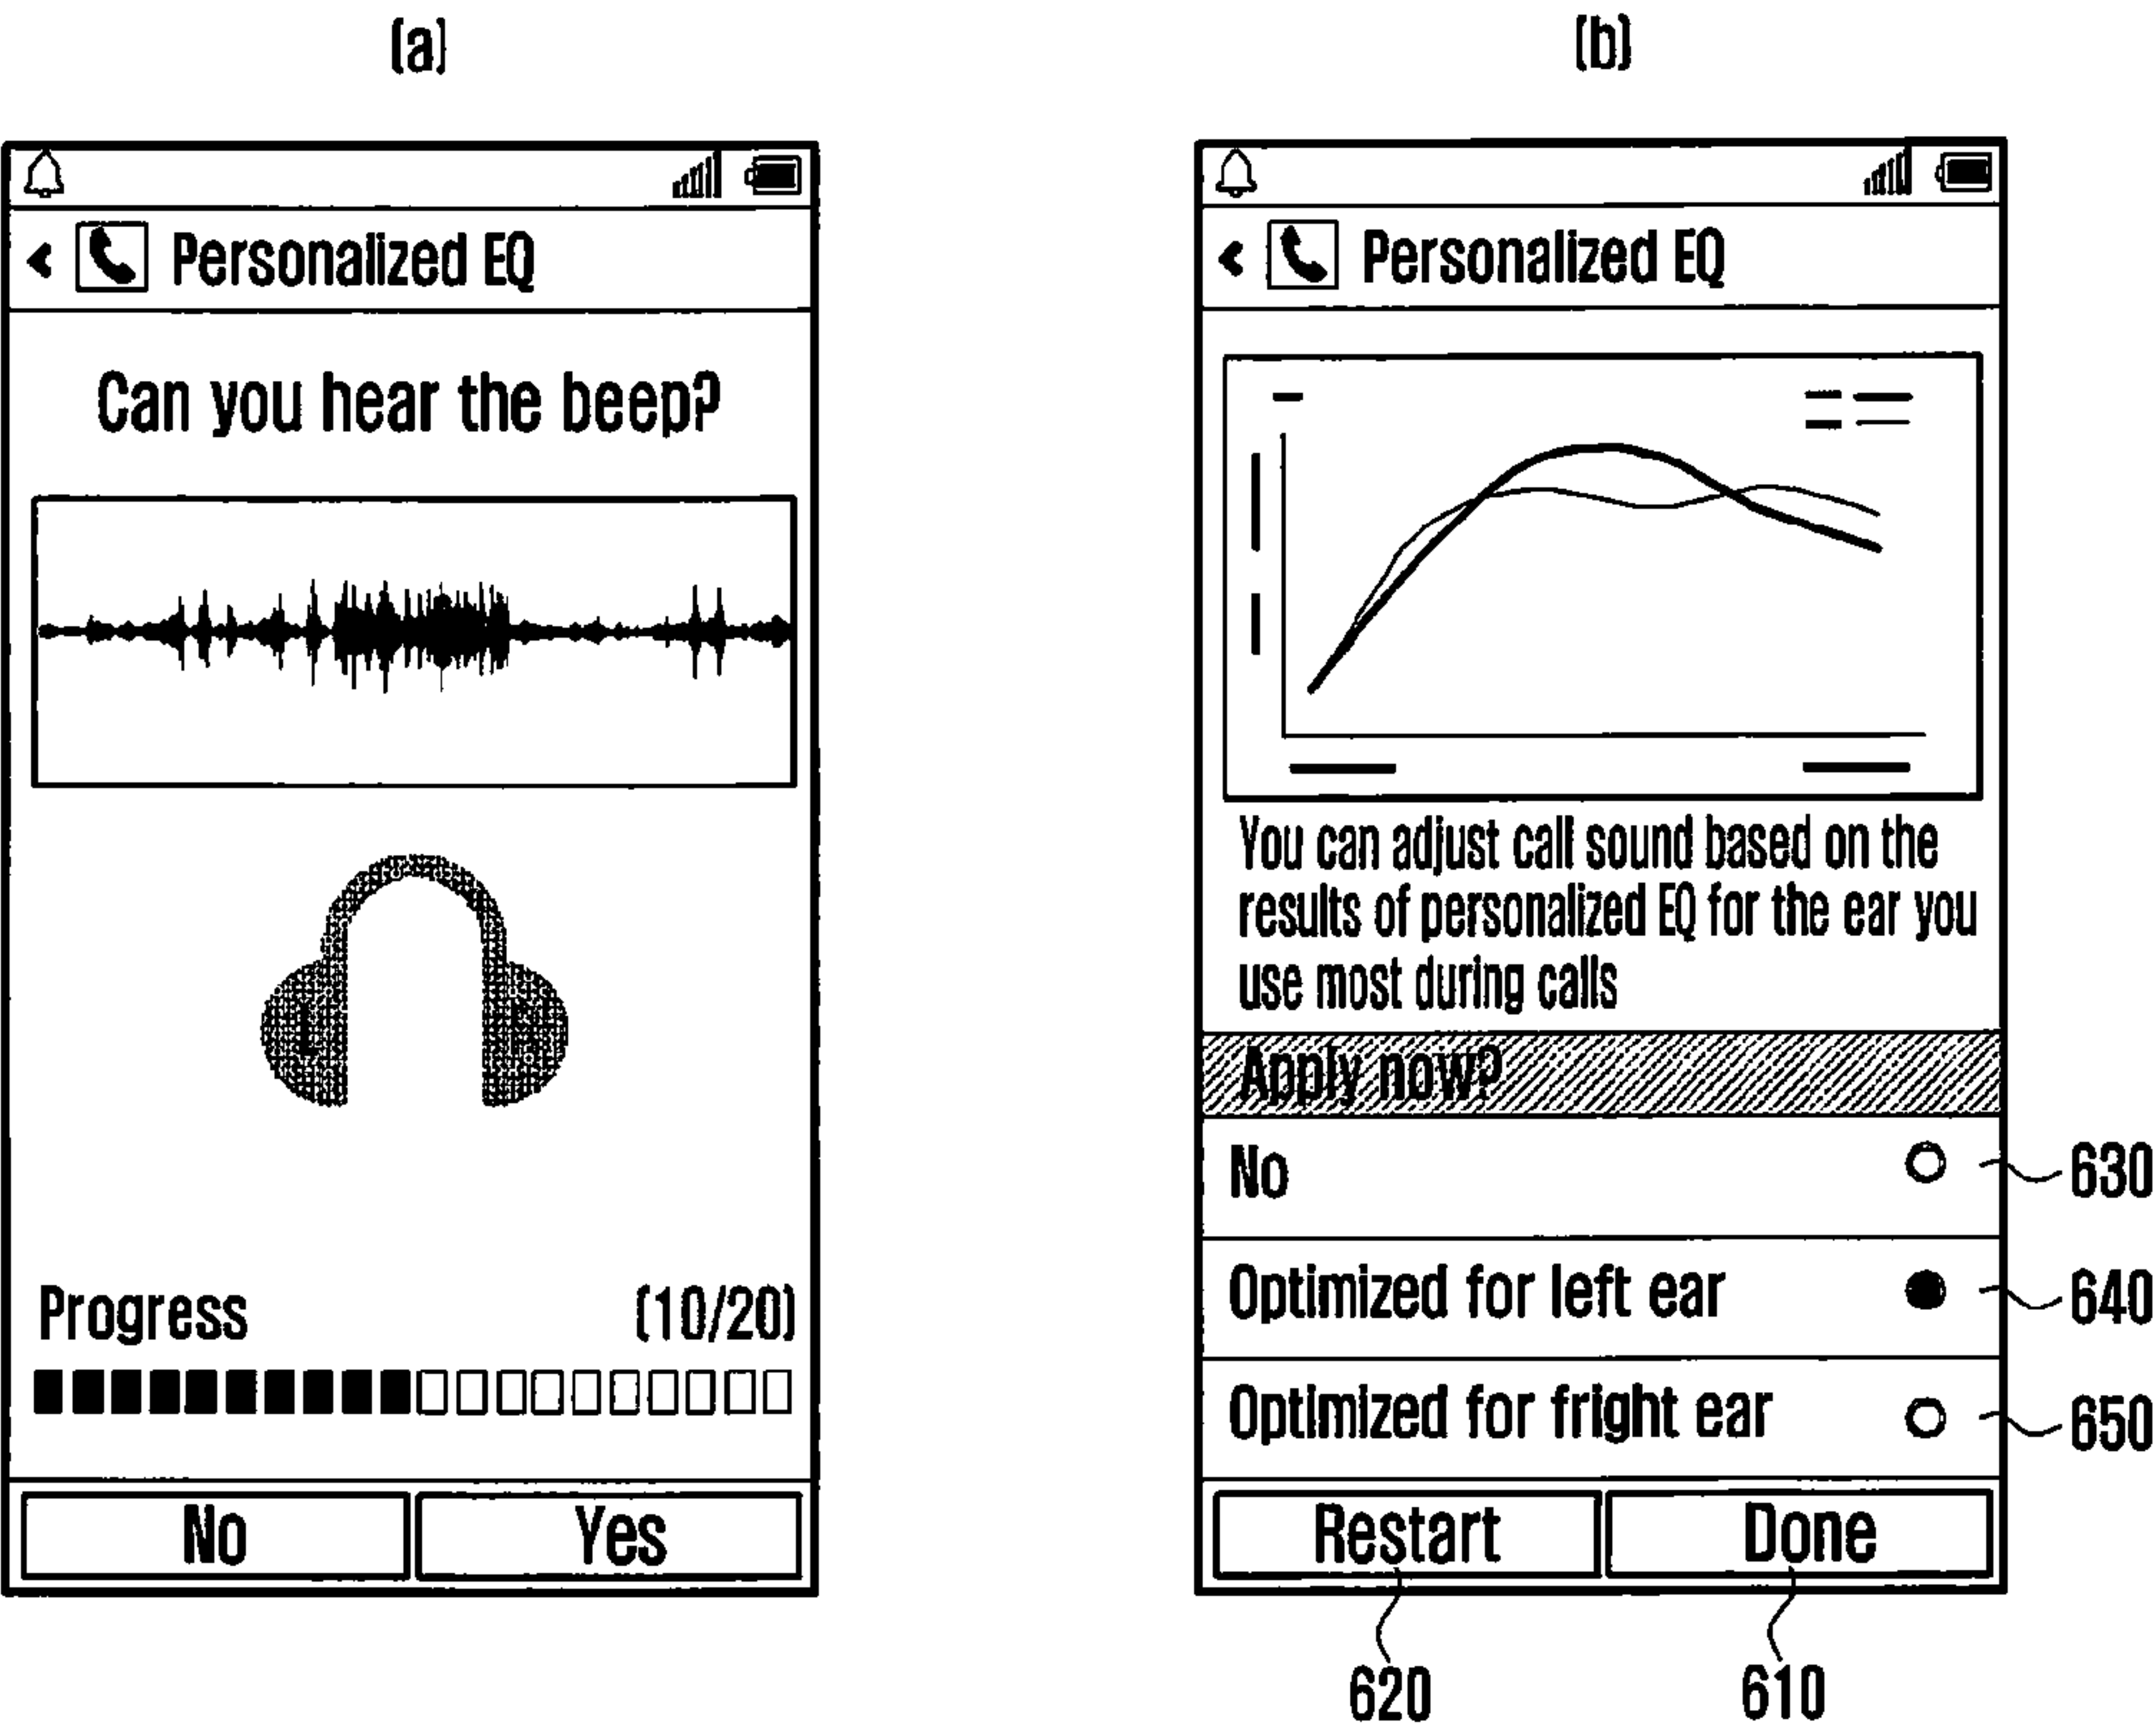 (a)
Personalized EQ
Can you hear the beep?
Progress (10/20)
No Yes
(b)
Personalized EQ
You can adjust call sound based on the
results of personalized EQ for the ear you
use most during calls
Apply now?
No 630
Optimized for left ear 640
Optimized for fright ear 650
Restart Done
620 610